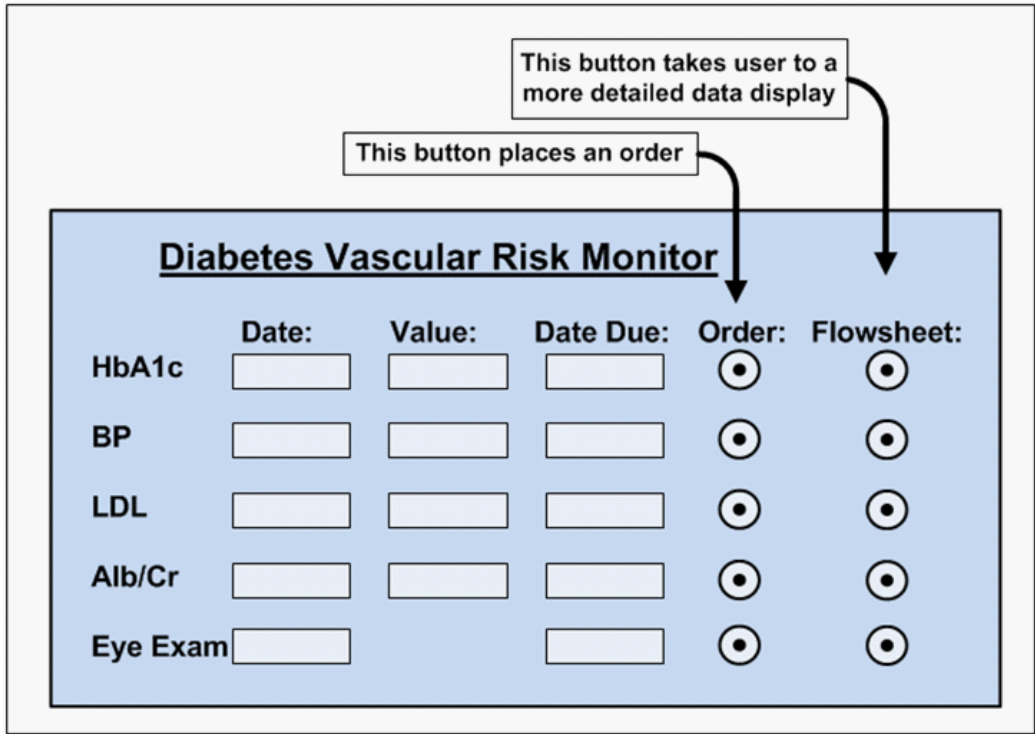 This button takes user to a
more detailed data display
This button places an order
Diabetes Vascular Risk Monitor
Date: Value: Date Due: Order: Flowsheet:
HbA1c
BP
LDL
Alb/Cr
Eye Exam